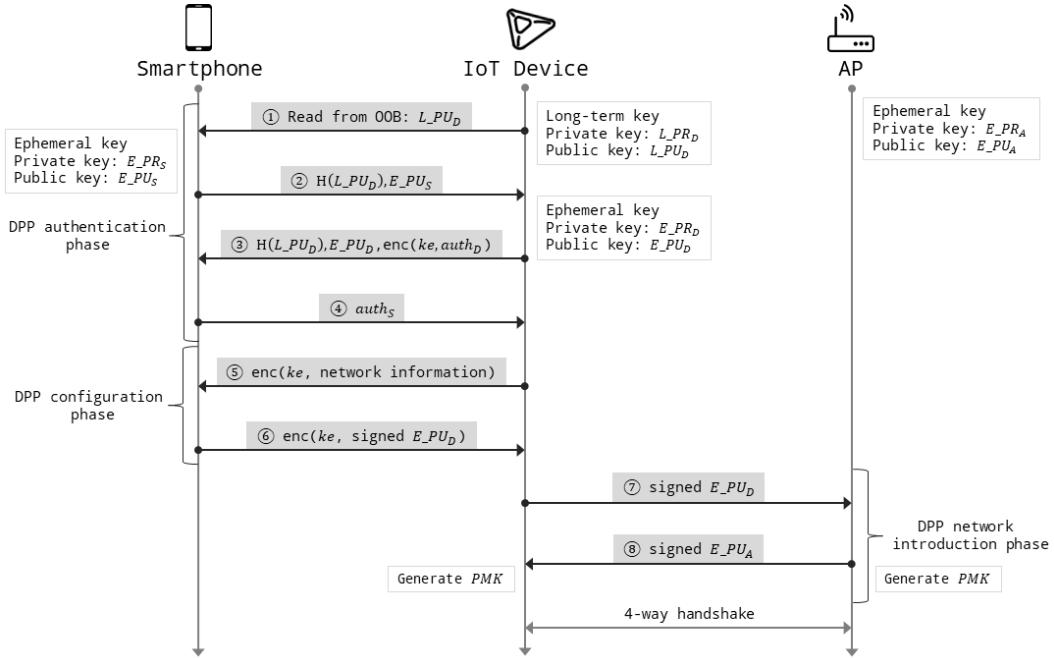 Smartphone
IoT Device
AP
① Read from OOB: L_PU_D
Long-term key
Private key: L_PR_D
Public key: L_PU_D
Ephemeral key
Private key: E_PR_A
Public key: E_PU_A
Ephemeral key
Private key: E_PR_S
Public key: E_PU_S
② H(L_PU_D),E_PU_S
DPP authentication
phase
Ephemeral key
Private key: E_PR_D
Public key: E_PU_D
③ H(L_PU_D),E_PU_D,enc(ke,auth_D)
④ auth_S
⑤ enc(ke, network information)
DPP configuration
phase
⑥ enc(ke, signed E_PU_D)
⑦ signed E_PU_D
DPP network
introduction phase
⑧ signed E_PU_A
Generate PMK
Generate PMK
4-way handshake